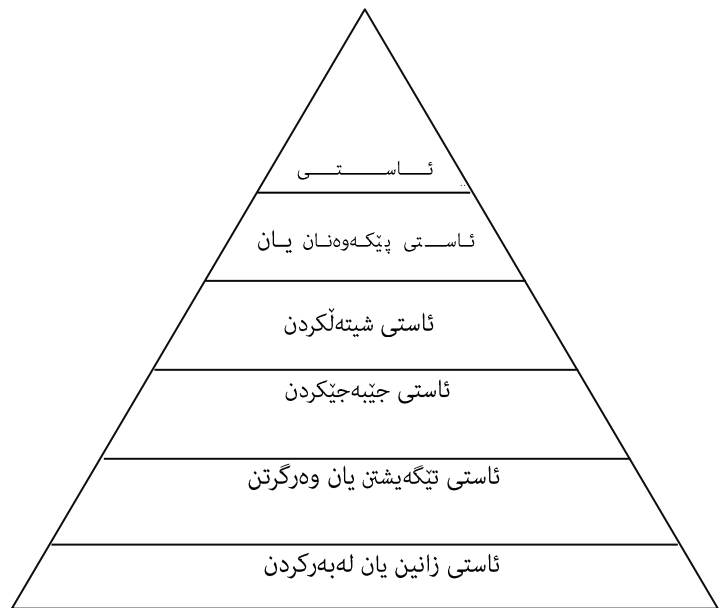 ئاستی
ئاستی پێکەوەنان یان
ئاستی شیتەڵکردن
ئاستی جێبەجێکردن
ئاستی تێگەیشتن یان وەرگرتن
ئاستی زانین یان لەبەرکردن